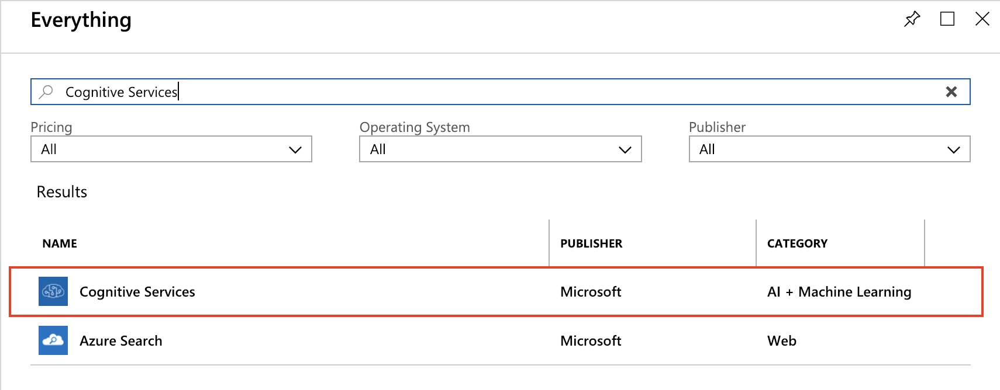 Everything
Cognitive Services
Pricing Operating System Publisher
All All All
Results
NAME PUBLISHER CATEGORY
Cognitive Services Microsoft AI + Machine Learning
Azure Search Microsoft Web